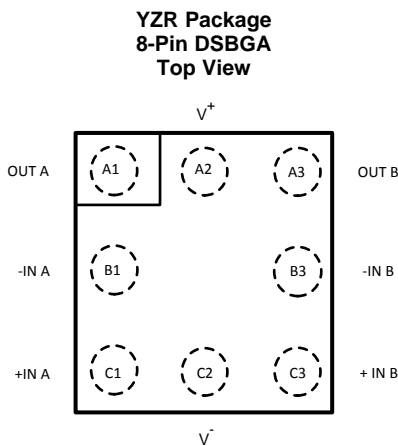 YZR Package
8-Pin DSBGA
Top View
V+
OUT A A1 A2 A3 OUT B
-IN A B1 B3 -IN B
+IN A C1 C2 C3 + IN B
V-